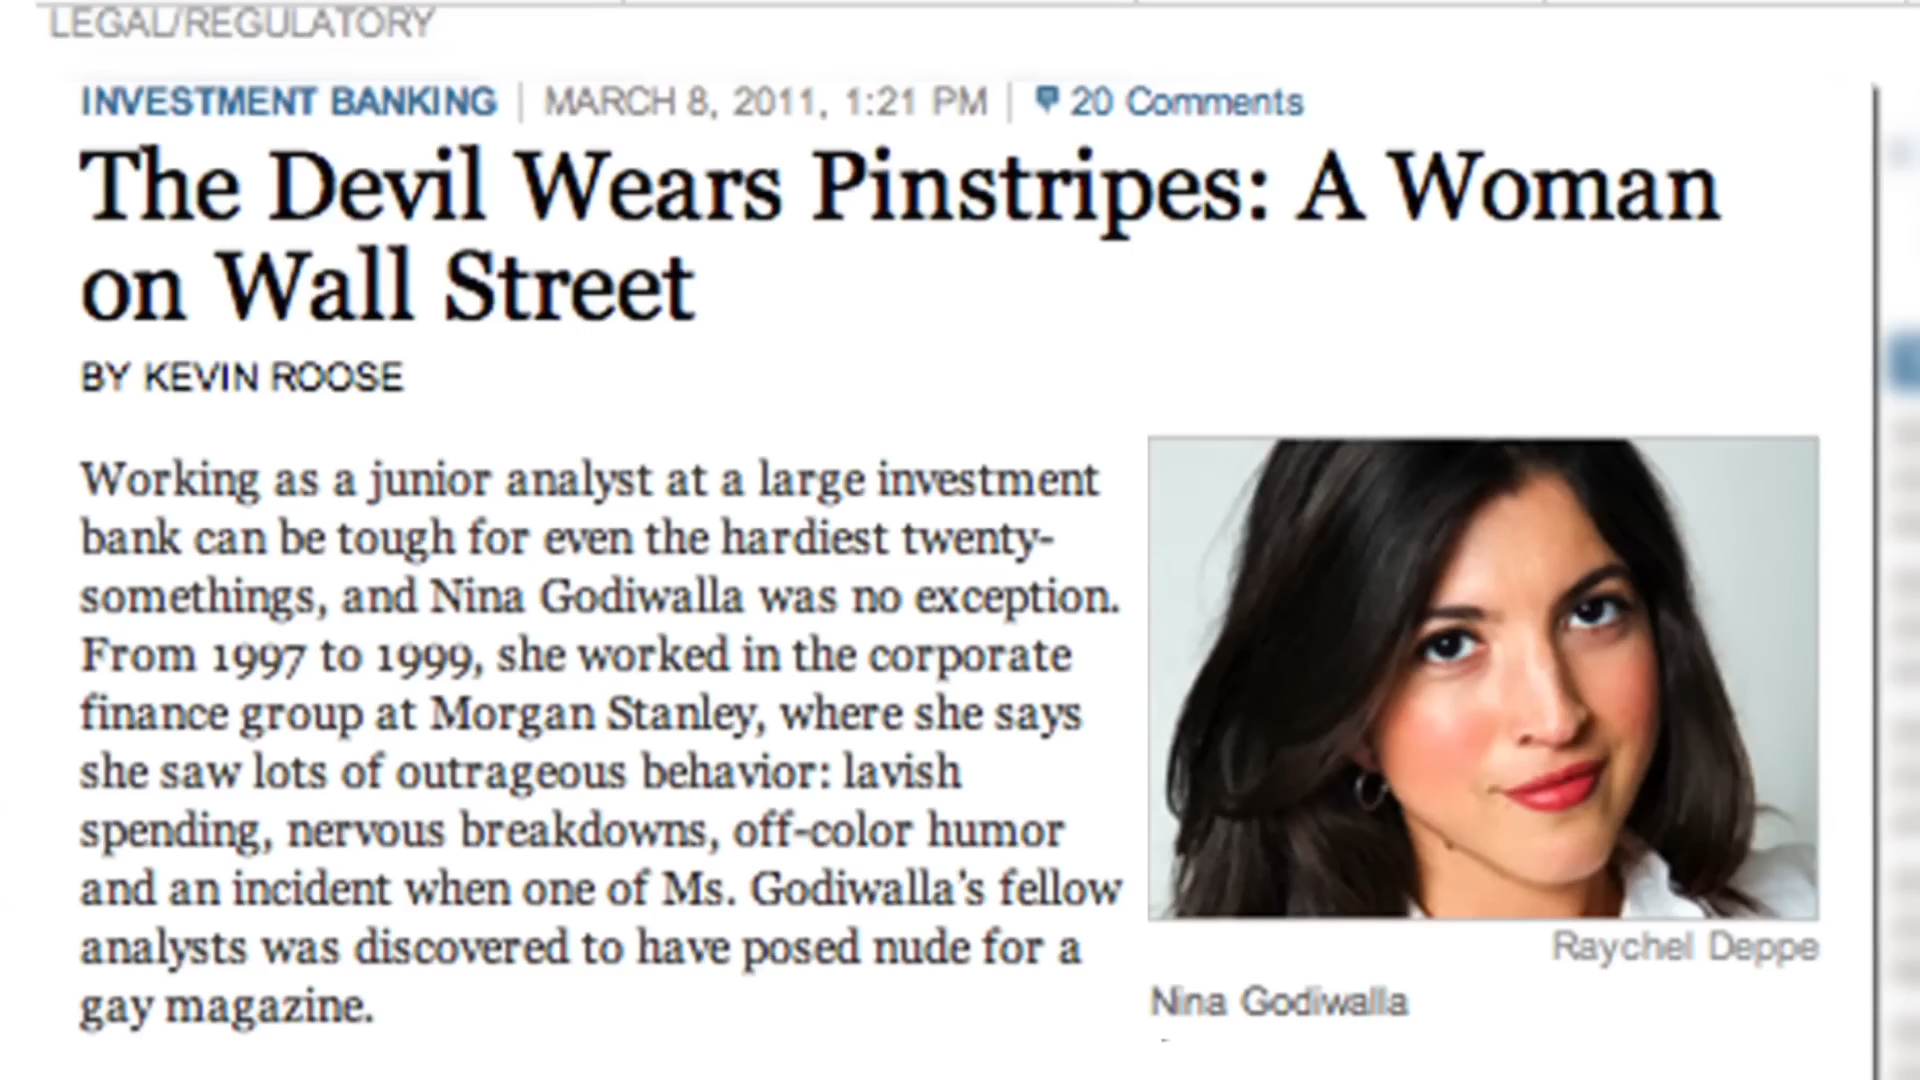 LEGAL/REGULATORY
INVESTMENT BANKING | MARCH 8, 2011, 1:21 PM | 20 Comments
The Devil Wears Pinstripes: A Woman
on Wall Street
BY KEVIN ROOSE
Working as a junior analyst at a large investment
bank can be tough for even the hardiest twenty-
somethings, and Nina Godiwalla was no exception.
From 1997 to 1999, she worked in the corporate
finance group at Morgan Stanley, where she says
she saw lots of outrageous behavior: lavish
spending, nervous breakdowns, off-color humor
and an incident when one of Ms. Godiwalla's fellow
analysts was discovered to have posed nude for a
gay magazine.
Raychel Deppe
Nina Godiwalla